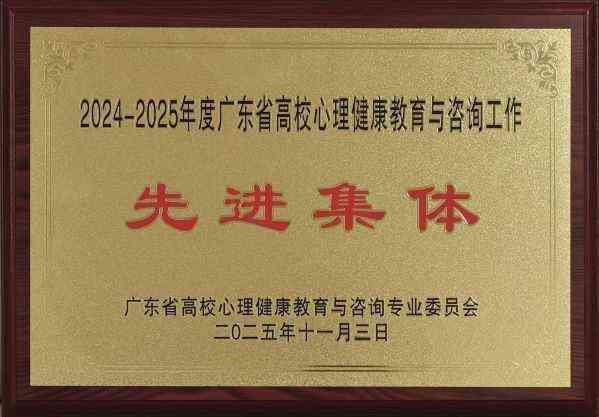 2024-2025年度广东省高校心理健康教育与咨询工作
先进集体
广东省高校心理健康教育与咨询专业委员会
二〇二五年十一月三日